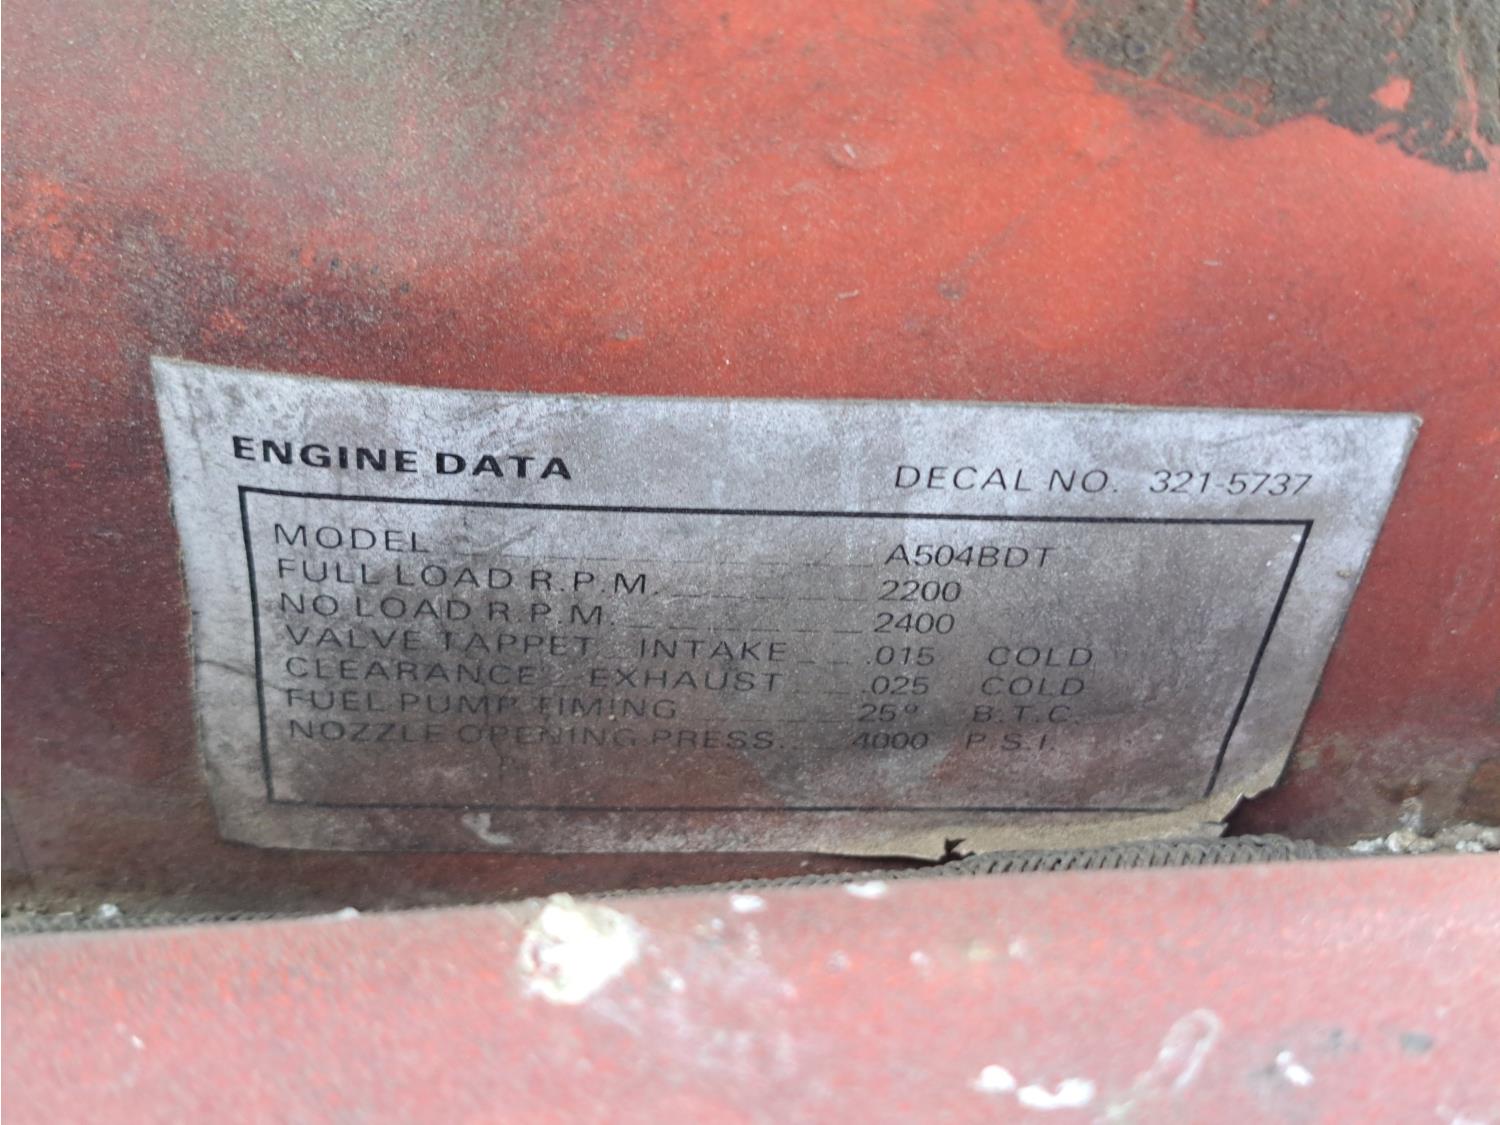 ENGINE DATA DECAL NO. 321-5737
MODEL A504BDT
FULL LOAD R.P.M. 2200
NO LOAD R.P.M. 2400
VALVE TAPPET INTAKE .015 COLD
CLEARANCE EXHAUST .025 COLD
FUEL PUMP TIMING 25° B.T.C.
NOZZLE OPENING PRESS. 4000 P.S.I.